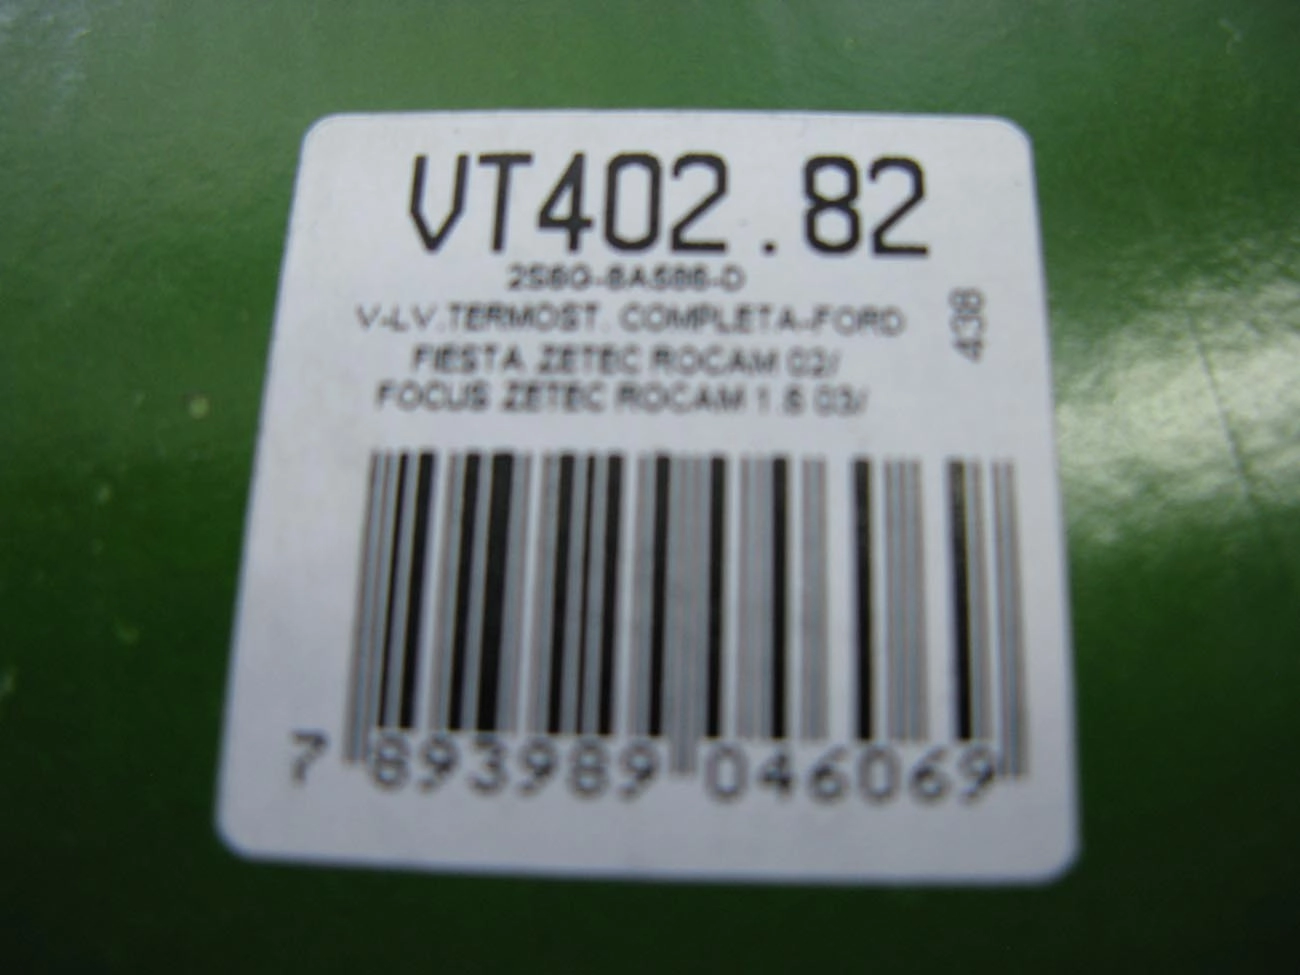 VT402.82
2S6G-8A586-D
V-LV.TERMOST. COMPLETA-FORD
FIESTA ZETEC ROCAM 02/
FOCUS ZETEC ROCAM 1.6 03/
438
7 893989 046069